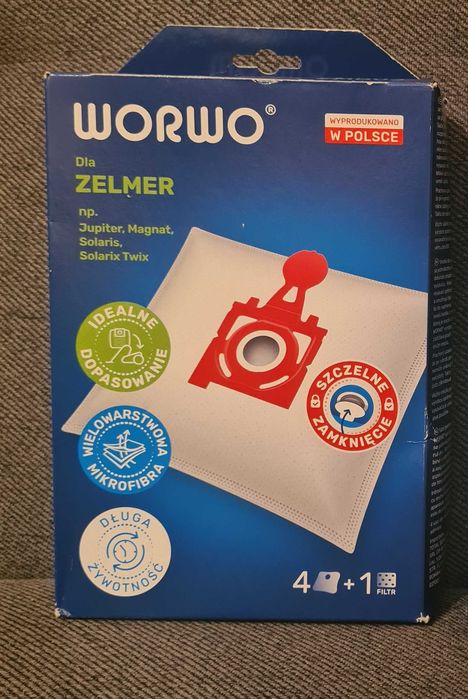 WORWO®
WYPRODUKOWANO
W POLSCE
Dla
ZELMER
np.
Jupiter, Magnat,
Solaris,
Solarix Twix
IDEALNE
DOPASOWANIE
SZCZELNE
ZAMKNIĘCIE
WIELOWARSTWOWA
MIKROFIBRA
DŁUGA
ŻYWOTNOŚĆ
4 + 1
FILTR